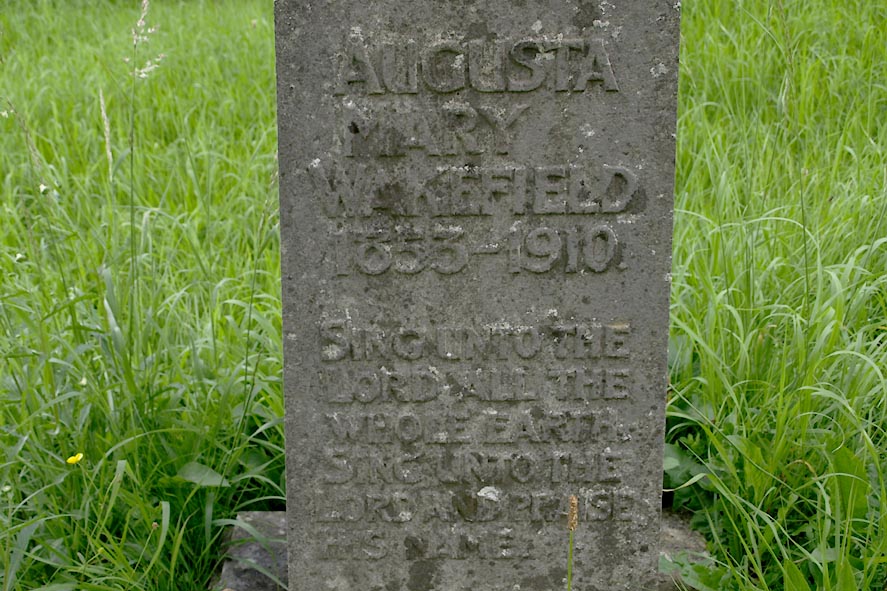 AUGUSTA
MARY
WAKEFIELD
1853-1910.
SING UNTO THE
LORD ALL THE
WHOLE EARTH.
SING UNTO THE
LORD AND PRAISE
HIS NAME.